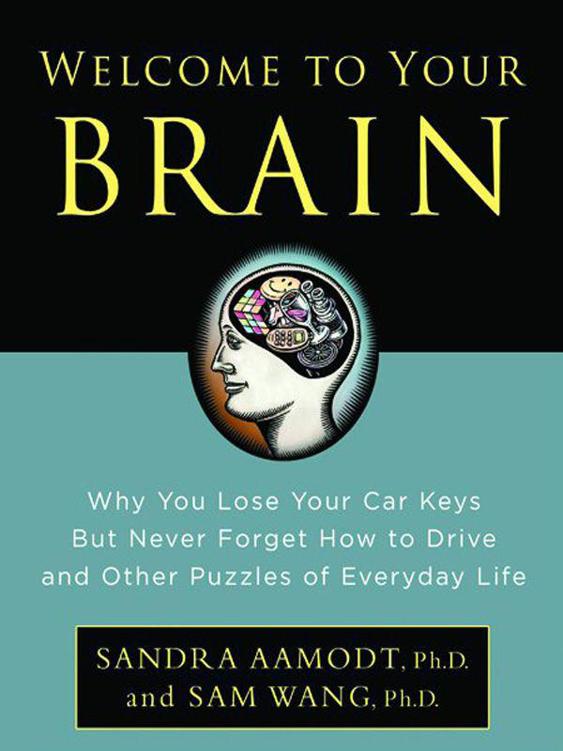 WELCOME TO YOUR
BRAIN
Why You Lose Your Car Keys
But Never Forget How to Drive
and Other Puzzles of Everyday Life
SANDRA AAMODT, Ph.D.
and SAM WANG, Ph.D.